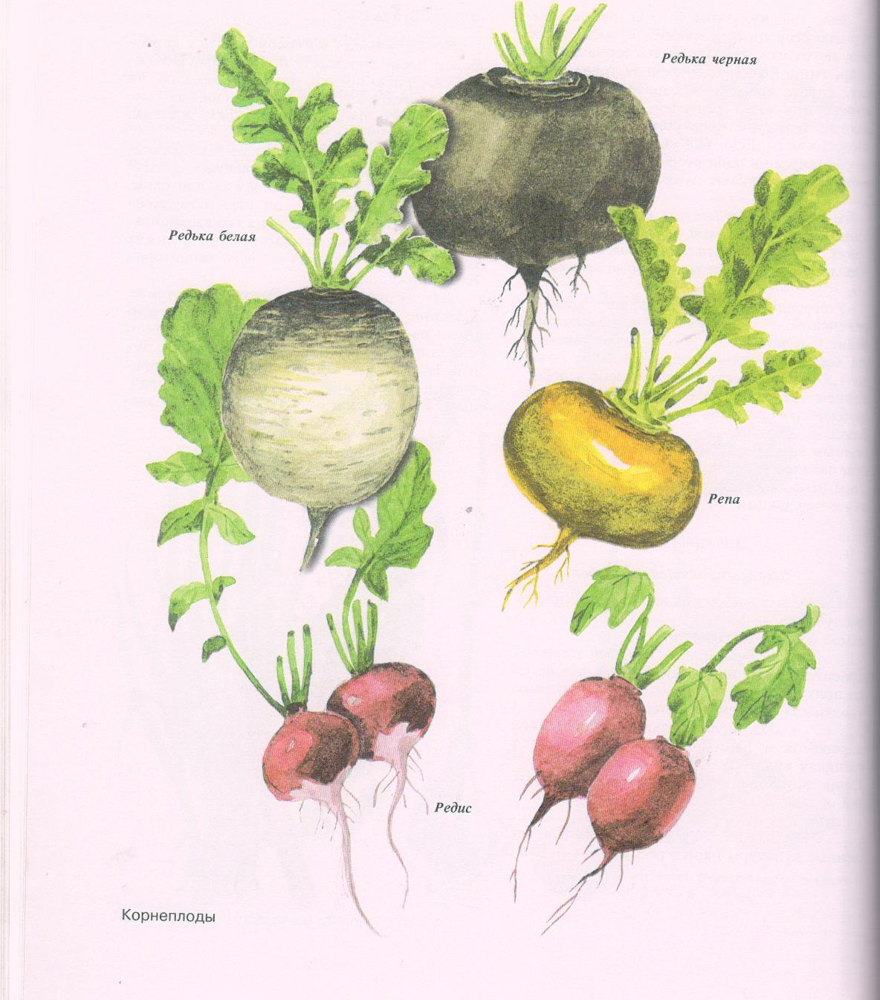 Редька черная
Редька белая
Репа
Редис
Корнеплоды